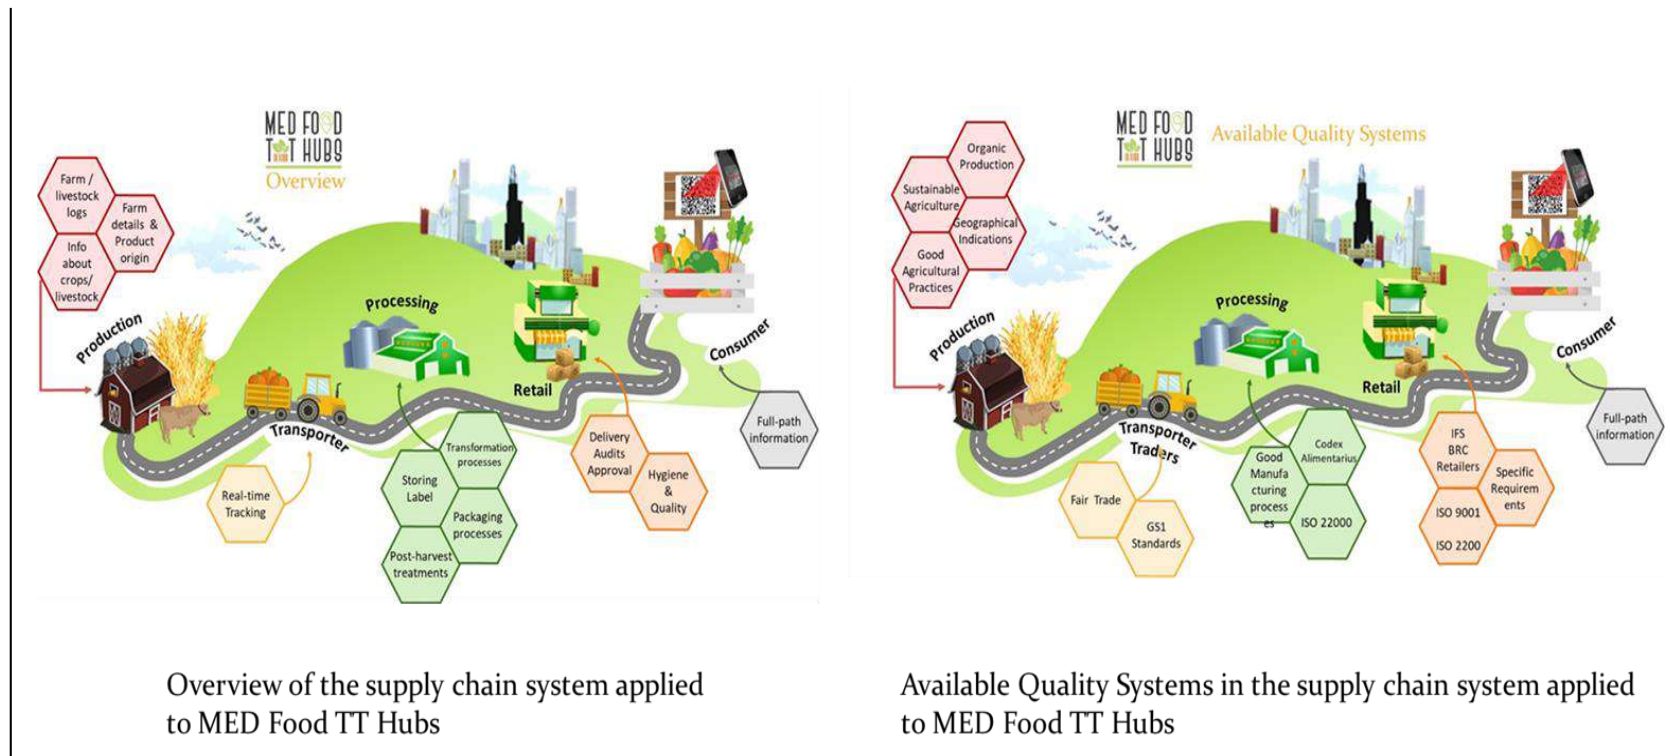 MED FOOD
TT HUBS
Overview
Farm /
livestock
logs
Farm
details &
Product
origin
Info
about
crops/
livestock
Production
Transporter
Processing
Retail
Consumer
Real-time
Tracking
Transformation
processes
Storing
Label
Packaging
processes
Post-harvest
treatments
Delivery
Audits
Approval
Hygiene
&
Quality
Full-path
information
Overview of the supply chain system applied
to MED Food TT Hubs
MED FOOD
TT HUBS
Available Quality Systems
Organic
Production
Sustainable
Agriculture
Geographical
Indications
Good
Agricultural
Practices
Production
Transporter
Traders
Processing
Retail
Consumer
Fair Trade
GS1
Standards
Codex
Alimentarius
Good
Manufa
cturing
process
es
ISO 22000
IFS
BRC
Retailers
Specific
Requirem
ents
ISO 9001
ISO 2200
Full-path
information
Available Quality Systems in the supply chain system applied
to MED Food TT Hubs